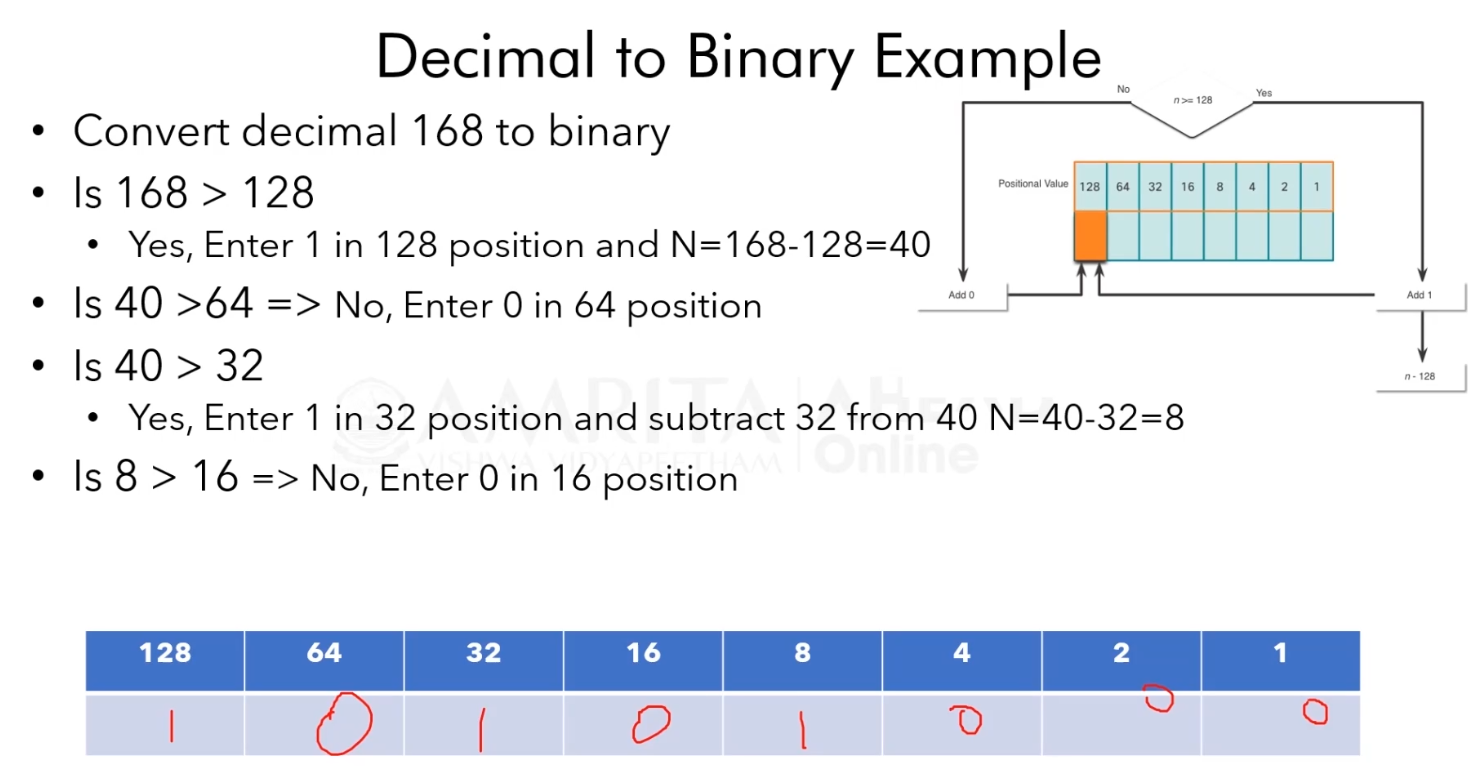 Decimal to Binary Example
• Convert decimal 168 to binary
• Is 168 > 128
• Yes, Enter 1 in 128 position and N=168-128=40
• Is 40 >64 => No, Enter 0 in 64 position
• Is 40 > 32
• Yes, Enter 1 in 32 position and subtract 32 from 40 N=40-32=8
• Is 8 > 16 => No, Enter 0 in 16 position
No n >= 128 Yes
Positional Value 128 64 32 16 8 4 2 1
Add 0 Add 1
n - 128
AMRITA
VISHWA VIDYAPEETHAM
Online
128 64 32 16 8 4 2 1
1 0 1 0 1 0 0 0